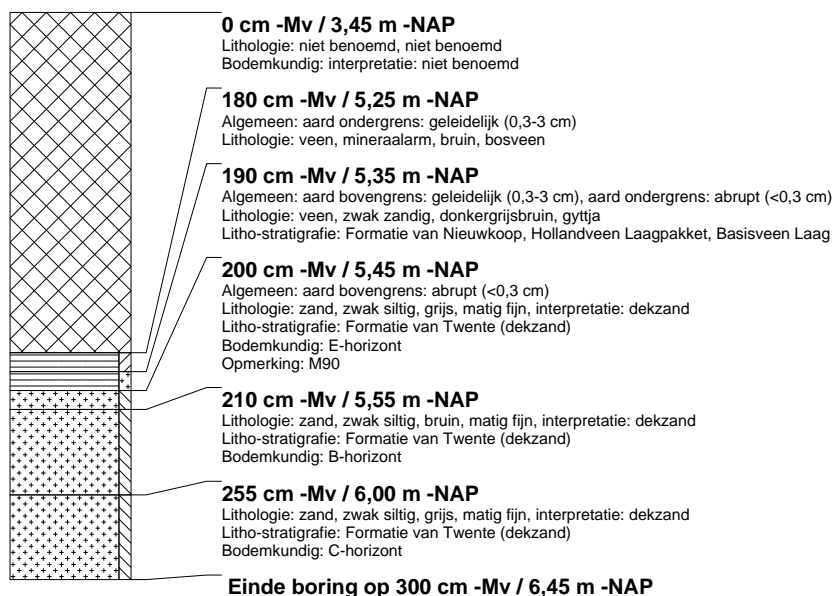 0 cm -Mv / 3,45 m -NAP
Lithologie: niet benoemd, niet benoemd
Bodemkundig: interpretatie: niet benoemd
180 cm -Mv / 5,25 m -NAP
Algemeen: aard ondergrens: geleidelijk (0,3-3 cm)
Lithologie: veen, mineraalarm, bruin, bosveen
190 cm -Mv / 5,35 m -NAP
Algemeen: aard bovengrens: geleidelijk (0,3-3 cm), aard ondergrens: abrupt (<0,3 cm)
Lithologie: veen, zwak zandig, donkergrijsbruin, gyttja
Litho-stratigrafie: Formatie van Nieuwkoop, Hollandveen Laagpakket, Basisveen Laag
200 cm -Mv / 5,45 m -NAP
Algemeen: aard bovengrens: abrupt (<0,3 cm)
Lithologie: zand, zwak siltig, grijs, matig fijn, interpretatie: dekzand
Litho-stratigrafie: Formatie van Twente (dekzand)
Bodemkundig: E-horizont
Opmerking: M90
210 cm -Mv / 5,55 m -NAP
Lithologie: zand, zwak siltig, bruin, matig fijn, interpretatie: dekzand
Litho-stratigrafie: Formatie van Twente (dekzand)
Bodemkundig: B-horizont
255 cm -Mv / 6,00 m -NAP
Lithologie: zand, zwak siltig, grijs, matig fijn, interpretatie: dekzand
Litho-stratigrafie: Formatie van Twente (dekzand)
Bodemkundig: C-horizont
Einde boring op 300 cm -Mv / 6,45 m -NAP